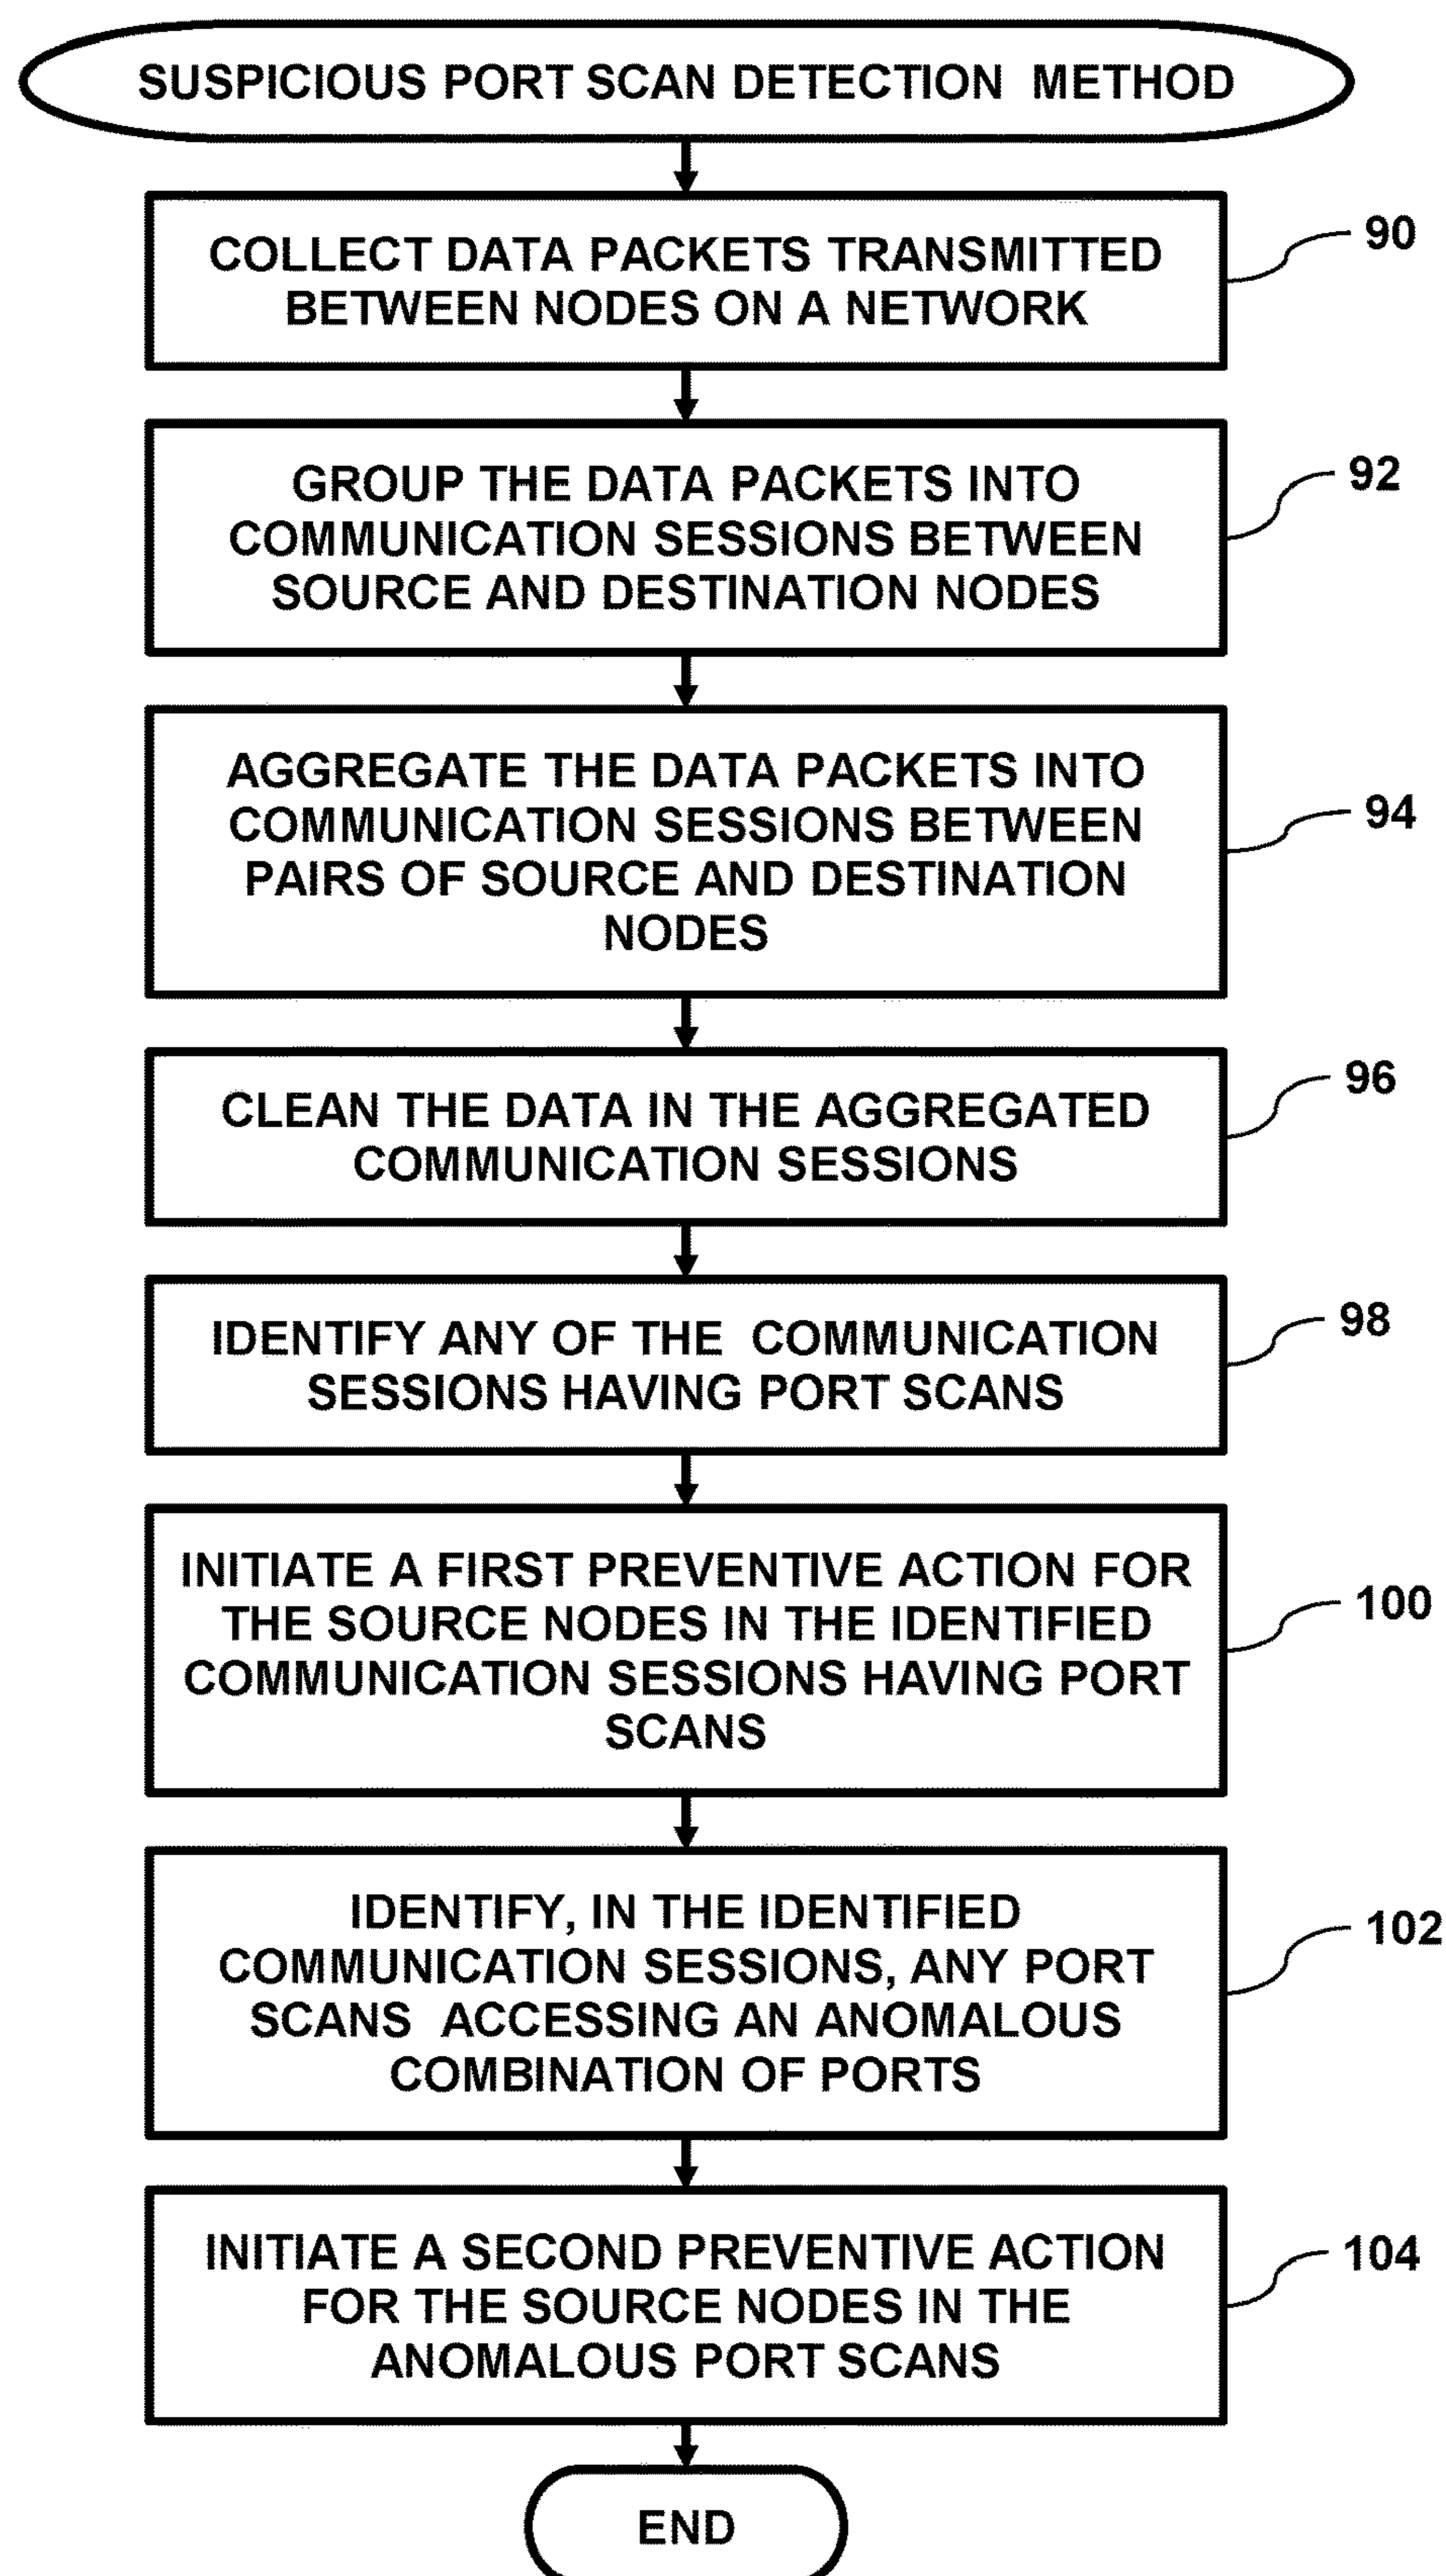 SUSPICIOUS PORT SCAN DETECTION METHOD
COLLECT DATA PACKETS TRANSMITTED
BETWEEN NODES ON A NETWORK
90
GROUP THE DATA PACKETS INTO
COMMUNICATION SESSIONS BETWEEN
SOURCE AND DESTINATION NODES
92
AGGREGATE THE DATA PACKETS INTO
COMMUNICATION SESSIONS BETWEEN
PAIRS OF SOURCE AND DESTINATION
NODES
94
CLEAN THE DATA IN THE AGGREGATED
COMMUNICATION SESSIONS
96
IDENTIFY ANY OF THE COMMUNICATION
SESSIONS HAVING PORT SCANS
98
INITIATE A FIRST PREVENTIVE ACTION FOR
THE SOURCE NODES IN THE IDENTIFIED
COMMUNICATION SESSIONS HAVING PORT
SCANS
100
IDENTIFY, IN THE IDENTIFIED
COMMUNICATION SESSIONS, ANY PORT
SCANS ACCESSING AN ANOMALOUS
COMBINATION OF PORTS
102
INITIATE A SECOND PREVENTIVE ACTION
FOR THE SOURCE NODES IN THE
ANOMALOUS PORT SCANS
104
END